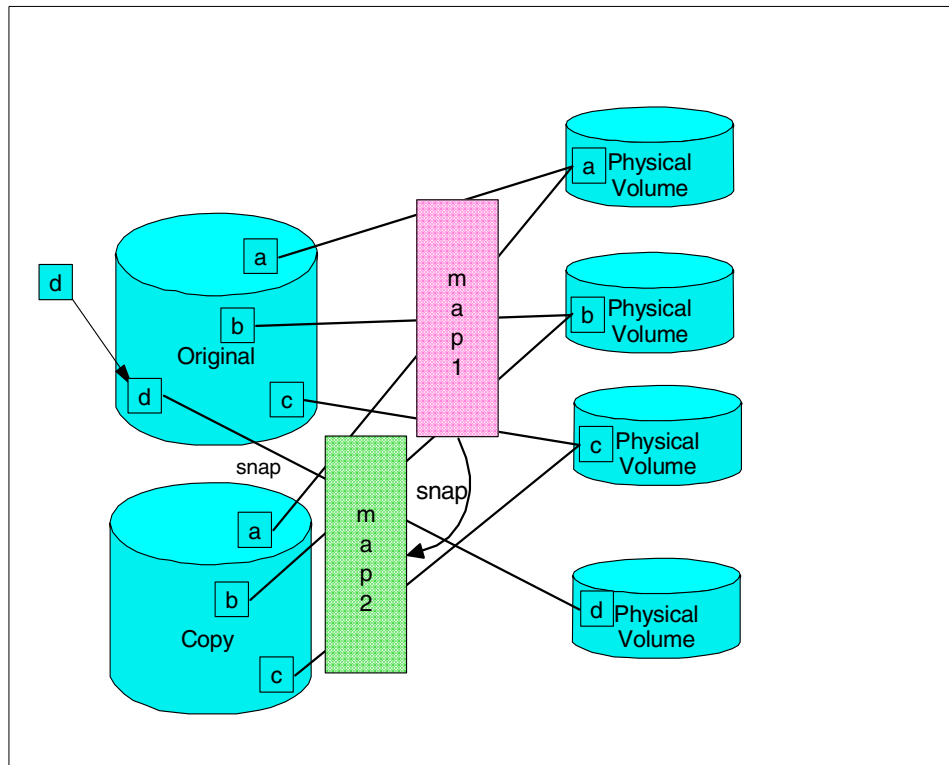 a
Physical
Volume
a
d
b
Original
d
c
m
a
p
1
b
Physical
Volume
c
Physical
Volume
snap
snap
a
b
Copy
c
m
a
p
2
d
Physical
Volume